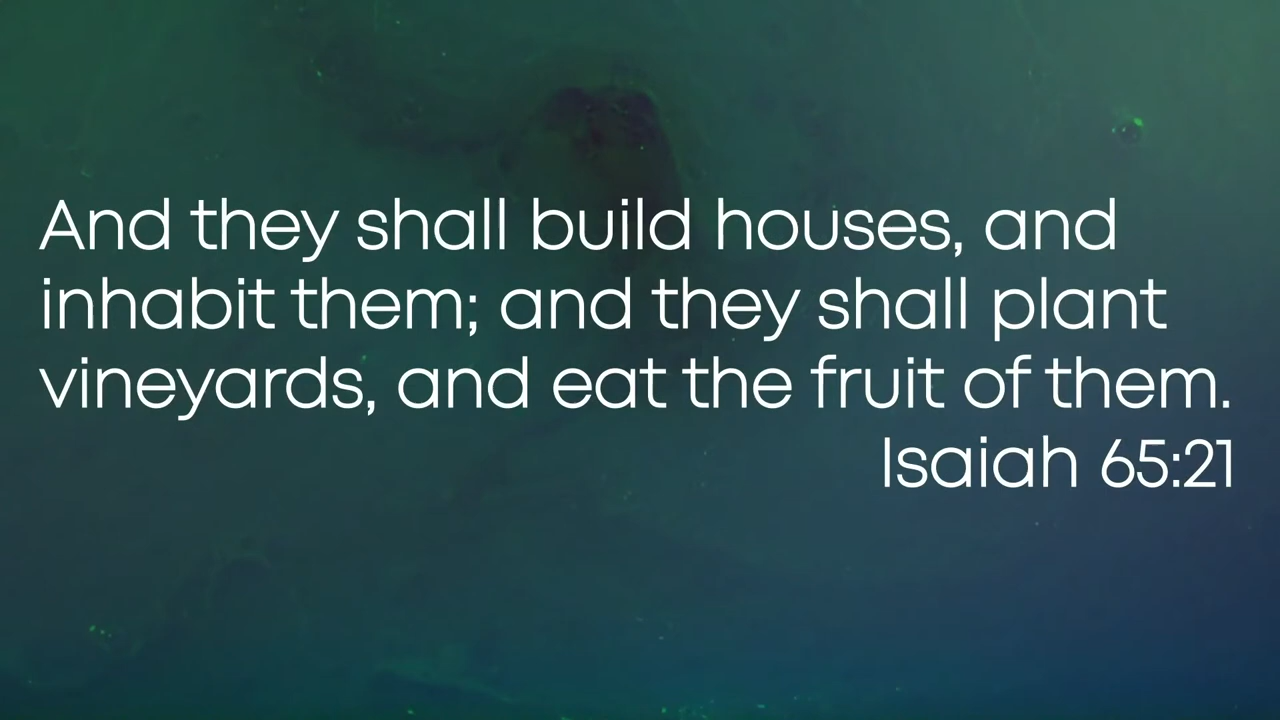 And they shall build houses, and
inhabit them; and they shall plant
vineyards, and eat the fruit of them.
Isaiah 65:21